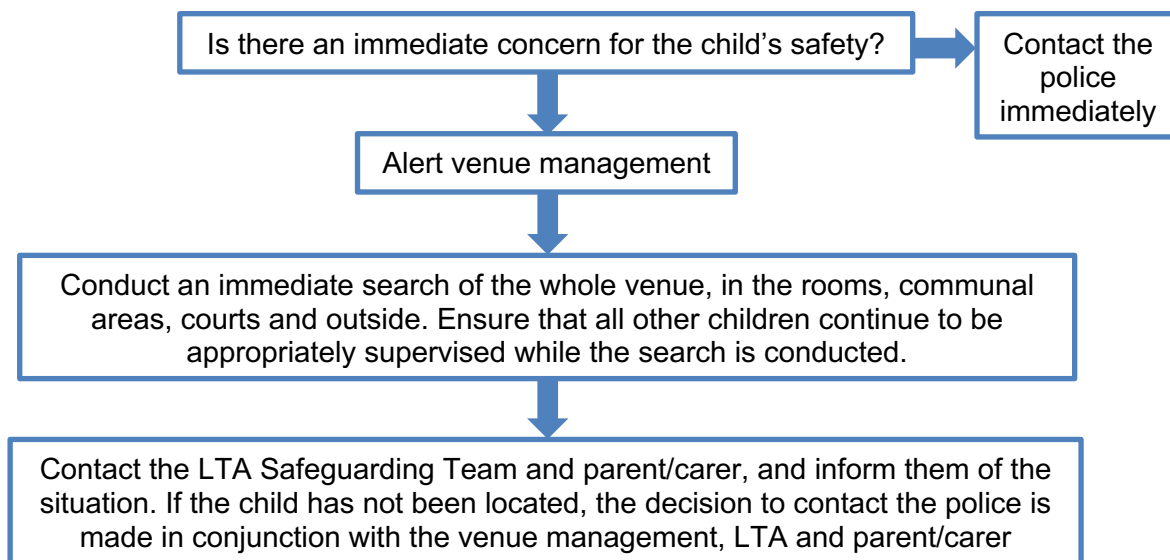 Is there an immediate concern for the child’s safety?
Contact the
police
immediately
Alert venue management
Conduct an immediate search of the whole venue, in the rooms, communal
areas, courts and outside. Ensure that all other children continue to be
appropriately supervised while the search is conducted.
Contact the LTA Safeguarding Team and parent/carer, and inform them of the
situation. If the child has not been located, the decision to contact the police is
made in conjunction with the venue management, LTA and parent/carer